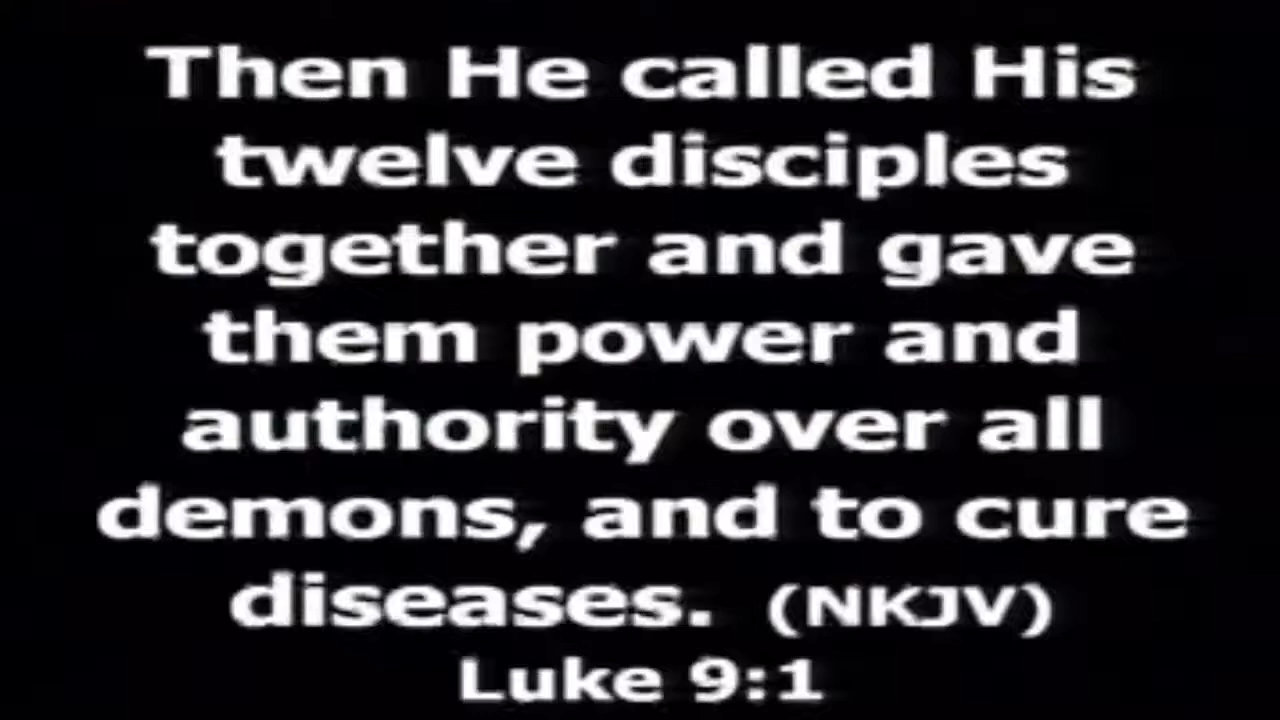 Then He called His
twelve disciples
together and gave
them power and
authority over all
demons, and to cure
diseases. (NKJV)
Luke 9:1